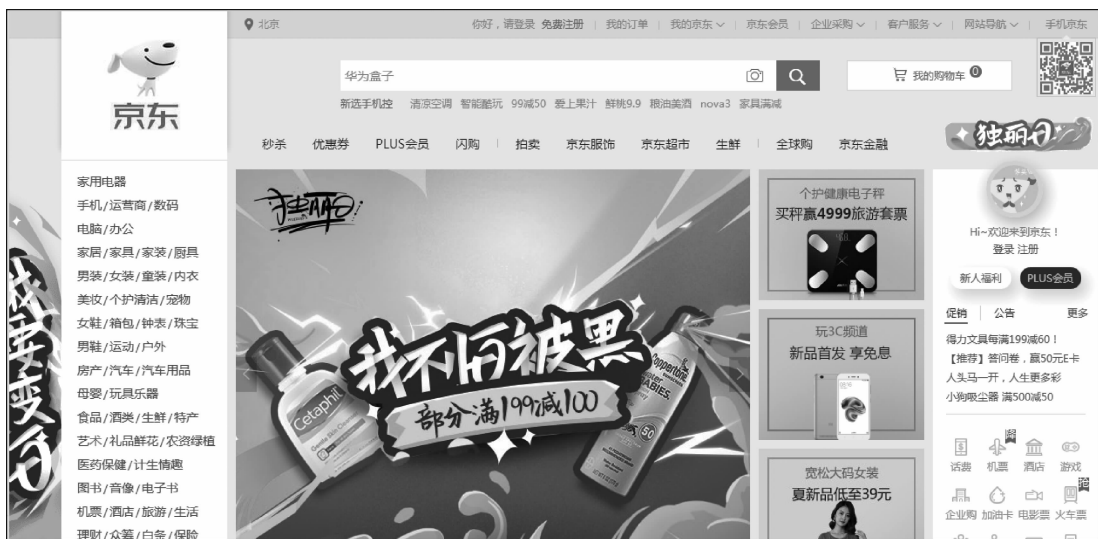 北京
你好，请登录 免费注册 我的订单 我的京东 京东会员 企业采购 客户服务 网站导航 手机京东
京东
华为盒子
我的购物车 0
新选手机控 清凉空调 智能酷玩 99减50 爱上果汁 鲜桃9.9 粮油美酒 nova3 家具满减
秒杀 优惠券 PLUS会员 闪购 拍卖 京东服饰 京东超市 生鲜 全球购 京东金融
独丽日
家用电器
手机/运营商/数码
电脑/办公
家居/家具/家装/厨具
男装/女装/童装/内衣
美妆/个护清洁/宠物
女鞋/箱包/钟表/珠宝
男鞋/运动/户外
房产/汽车/汽车用品
母婴/玩具乐器
食品/酒类/生鲜/特产
艺术/礼品鲜花/农资绿植
医药保健/计生情趣
图书/音像/电子书
机票/酒店/旅游/生活
理财/众筹/白条/保险
我要变白
独丽日
我不怕被黑
部分满199减100
Cetaphil
Coppertone
WATER
BABIES
50
个护健康电子秤
买秤赢4999旅游套票
玩3C频道
新品首发 享免息
宽松大码女装
夏新品低至39元
Hi~欢迎来到京东！
登录 注册
新人福利 PLUS会员
促销 公告 更多
得力文具每满199减60！
【推荐】答问卷，赢50元E卡
人头马一开，人生更多彩
小狗吸尘器 满500减50
话费 机票 酒店 游戏
企业购 加油卡 电影票 火车票